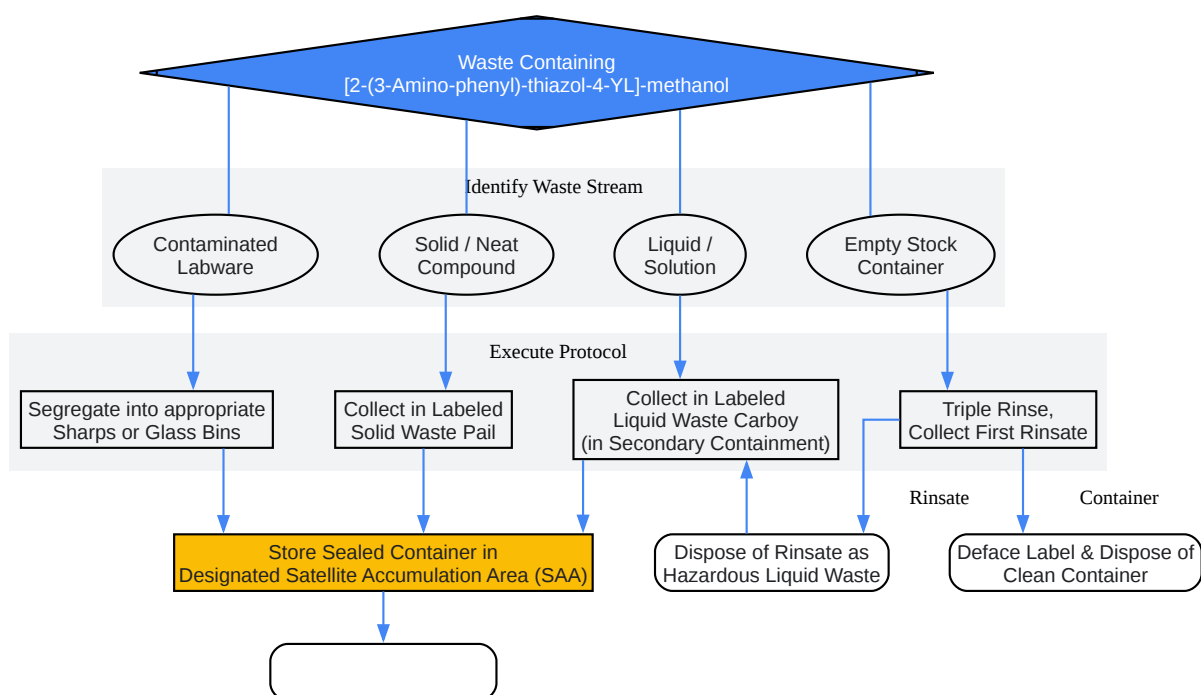 Waste Containing
[2-(3-Amino-phenyl)-thiazol-4-YL]-methanol
Identify Waste Stream
Contaminated
Labware
Solid / Neat
Compound
Liquid /
Solution
Empty Stock
Container
Execute Protocol
Segregate into appropriate
Sharps or Glass Bins
Collect in Labeled
Solid Waste Pail
Collect in Labeled
Liquid Waste Carboy
(in Secondary Containment)
Triple Rinse,
Collect First Rinsate
Rinsate
Container
Store Sealed Container in
Designated Satellite Accumulation Area (SAA)
Dispose of Rinsate as
Hazardous Liquid Waste
Deface Label & Dispose of
Clean Container